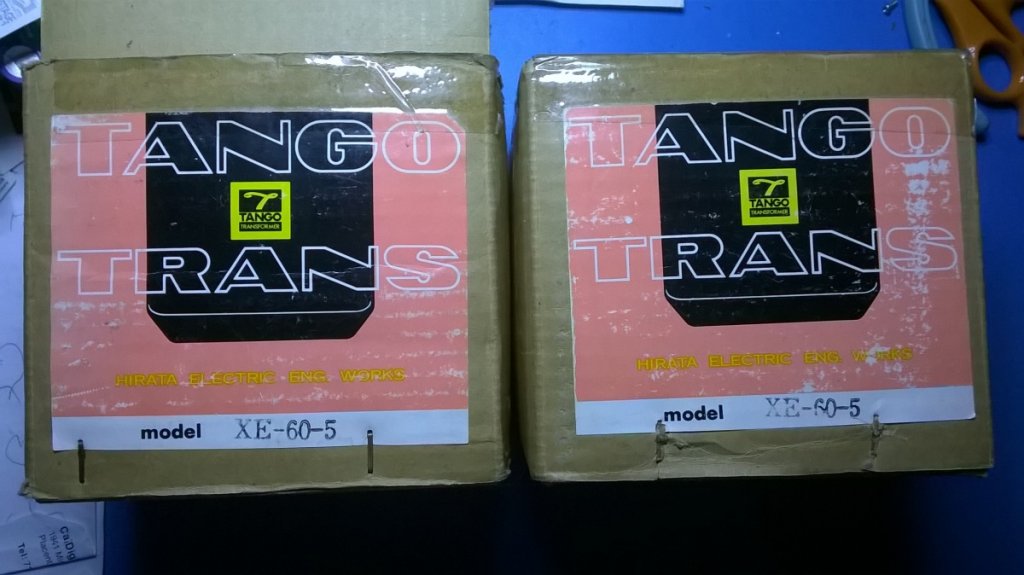 TANGO
TANGO
TRANSFORMER
TRANS
HIRATA ELECTRIC ENG. WORKS
model XE-60-5
TANGO
TANGO
TRANSFORMER
TRANS
HIRATA ELECTRIC ENG. WORKS
model XE-60-5
Tel: